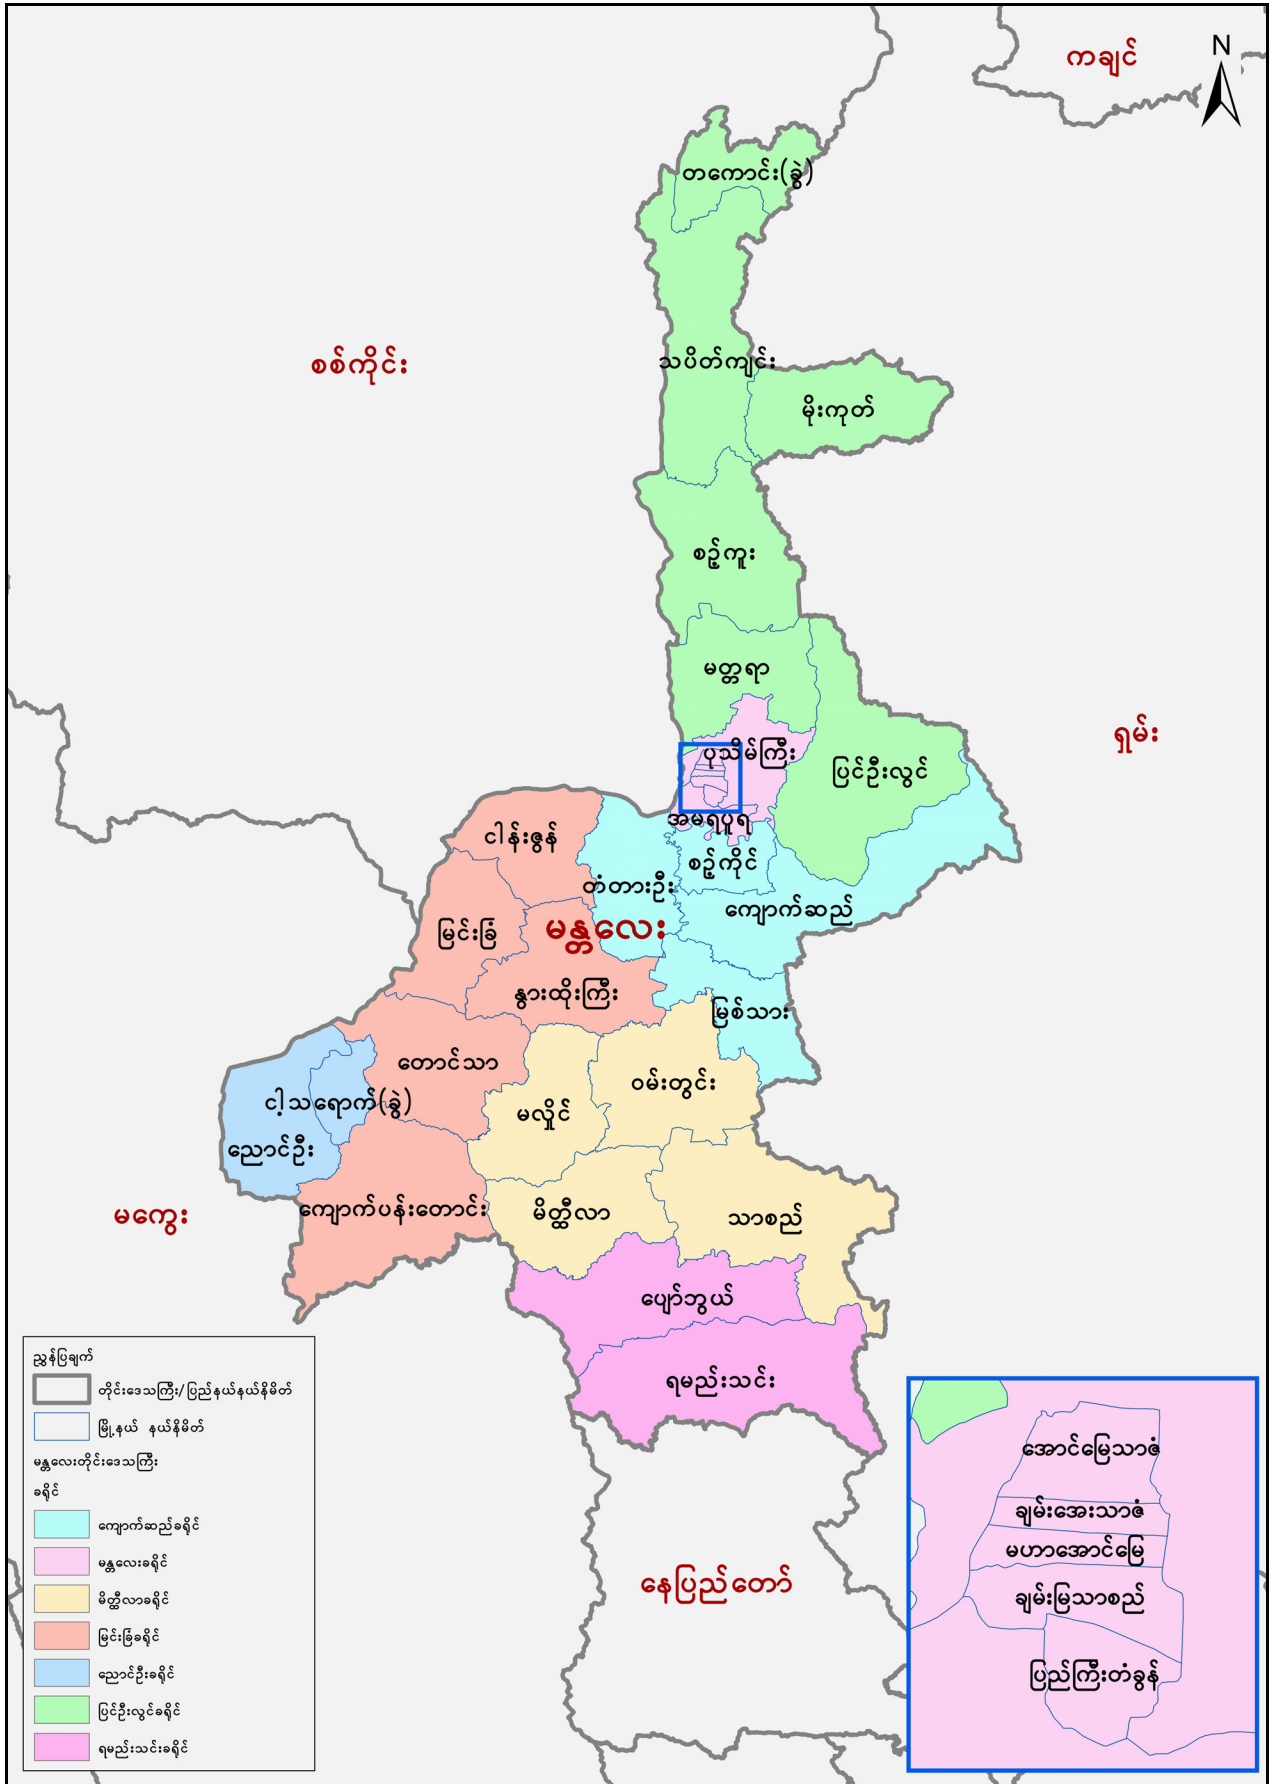 ကချင်
N
တကောင်း(ခွဲ)
စစ်ကိုင်း
သပိတ်ကျင်း
မိုးကုတ်
စဉ့်ကူး
မတ္တရာ
ရှမ်း
ပုသိမ်ကြီး
ပြင်ဦးလွင်
အမရပူရ
ငါန်းဇွန်
စဉ့်ကိုင်
တံတားဦး
ကျောက်ဆည်
မြင်းခြံ
မန္တလေး
နွားထိုးကြီး
မြစ်သား
တောင်သာ
ဝမ်းတွင်း
ငါ့သရောက်(ခွဲ)
မလှိုင်
ညောင်ဦး
မကွေး
ကျောက်ပန်းတောင်း
မိတ္ထီလာ
သာစည်
ပျော်ဘွယ်
ရမည်းသင်း
နေပြည်တော်
ညွှန်ပြချက်
တိုင်းဒေသကြီး/ပြည်နယ်နယ်နိမိတ်
မြို့နယ် နယ်နိမိတ်
မန္တလေးတိုင်းဒေသကြီး
ခရိုင်
ကျောက်ဆည်ခရိုင်
မန္တလေးခရိုင်
မိတ္ထီလာခရိုင်
မြင်းခြံခရိုင်
ညောင်ဦးခရိုင်
ပြင်ဦးလွင်ခရိုင်
ရမည်းသင်းခရိုင်
အောင်မြေသာဇံ
ချမ်းအေးသာဇံ
မဟာအောင်မြေ
ချမ်းမြသာစည်
ပြည်ကြီးတံခွန်